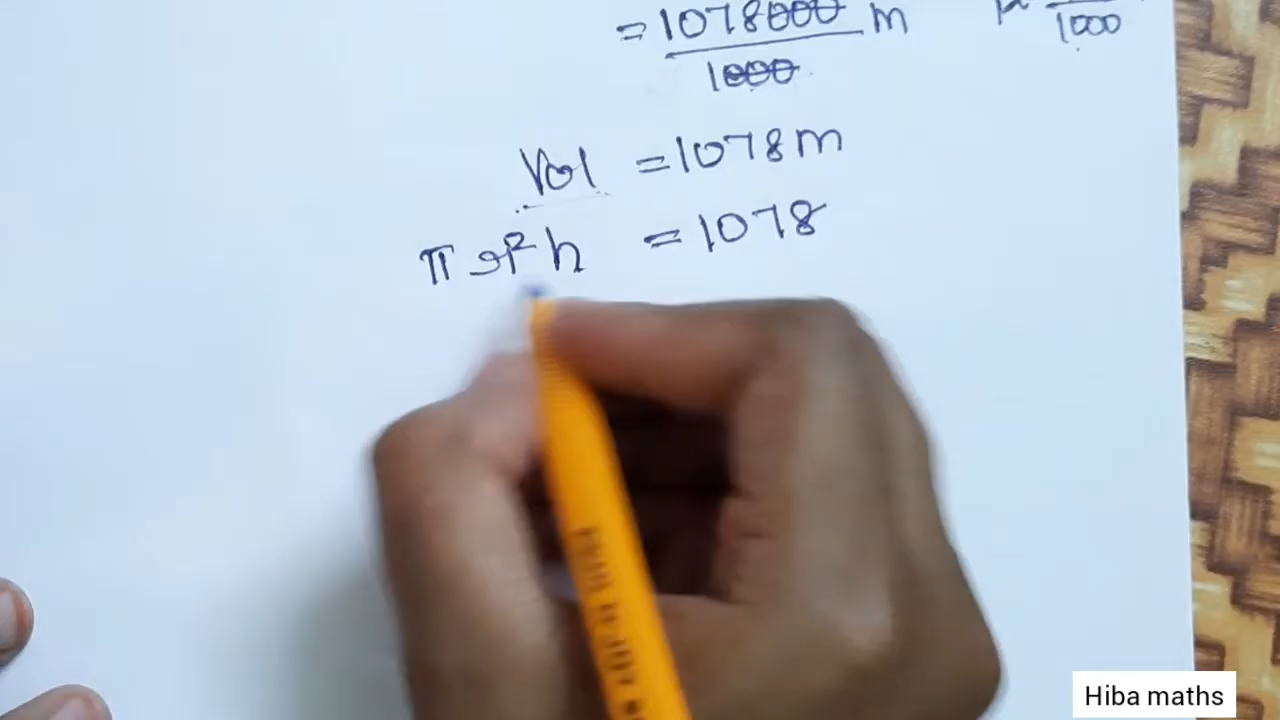 = 1078000 m
1000
1000
Vol = 1078 m
π r² h = 1078
Hiba maths